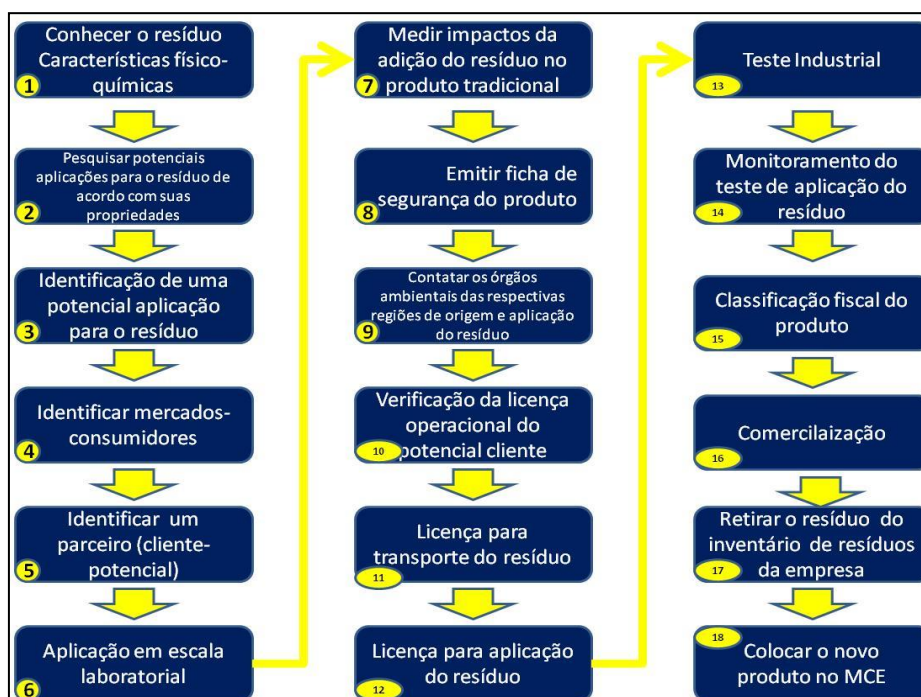 Conhecer o resíduo
Características físico-
químicas
1
Pesquisar potenciais
aplicações para o resíduo de
acordo com suas
propriedades
2
Identificação de uma
potencial aplicação
para o resíduo
3
Identificar mercados-
consumidores
4
Identificar um
parceiro (cliente-
potencial)
5
Aplicação em escala
laboratorial
6
Medir impactos da
adição do resíduo no
produto tradicional
7
Emitir ficha de
segurança do produto
8
Contatar os órgãos
ambientais das respectivas
regiões de origem e aplicação
do resíduo
9
Verificação da licença
operacional do
potencial cliente
10
Licença para
transporte do resíduo
11
Licença para aplicação
do resíduo
12
Teste Industrial
13
Monitoramento do
teste de aplicação do
resíduo
14
Classificação fiscal do
produto
15
Comercilaização
16
Retirar o resíduo do
inventário de resíduos
da empresa
17
18
Colocar o novo
produto no MCE